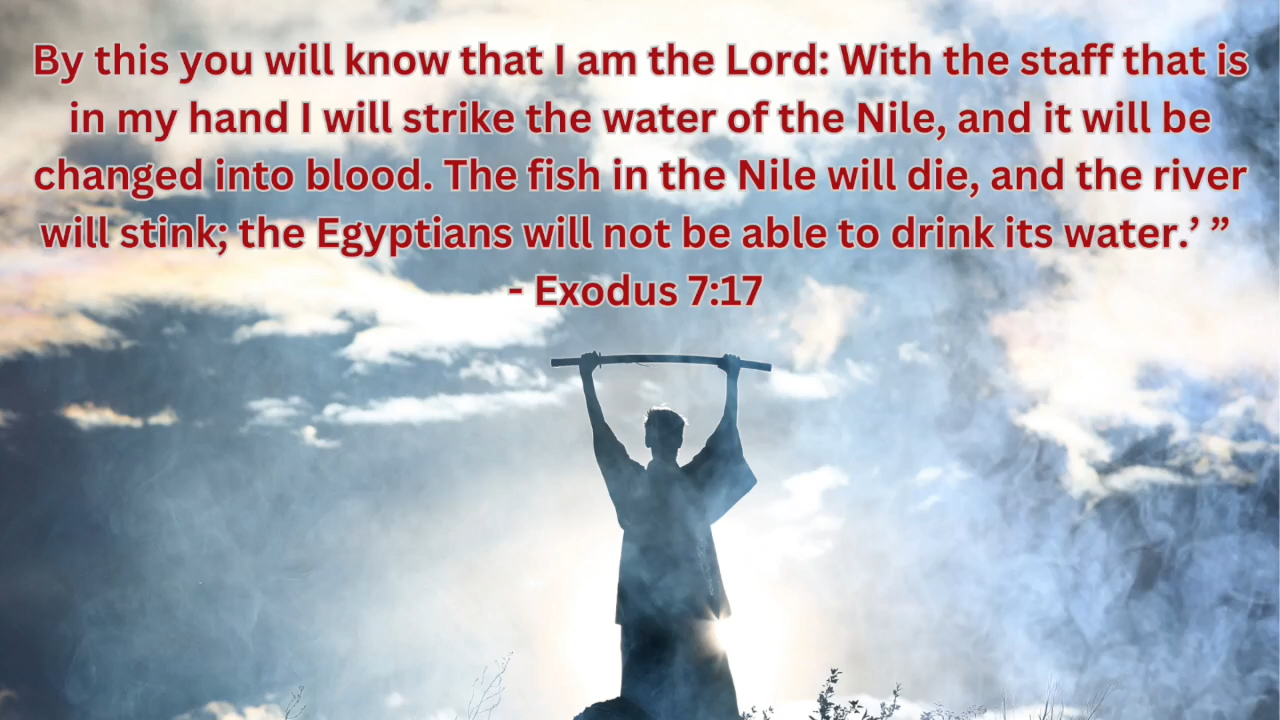 By this you will know that I am the Lord: With the staff that is
in my hand I will strike the water of the Nile, and it will be
changed into blood. The fish in the Nile will die, and the river
will stink; the Egyptians will not be able to drink its water.’ ”
- Exodus 7:17